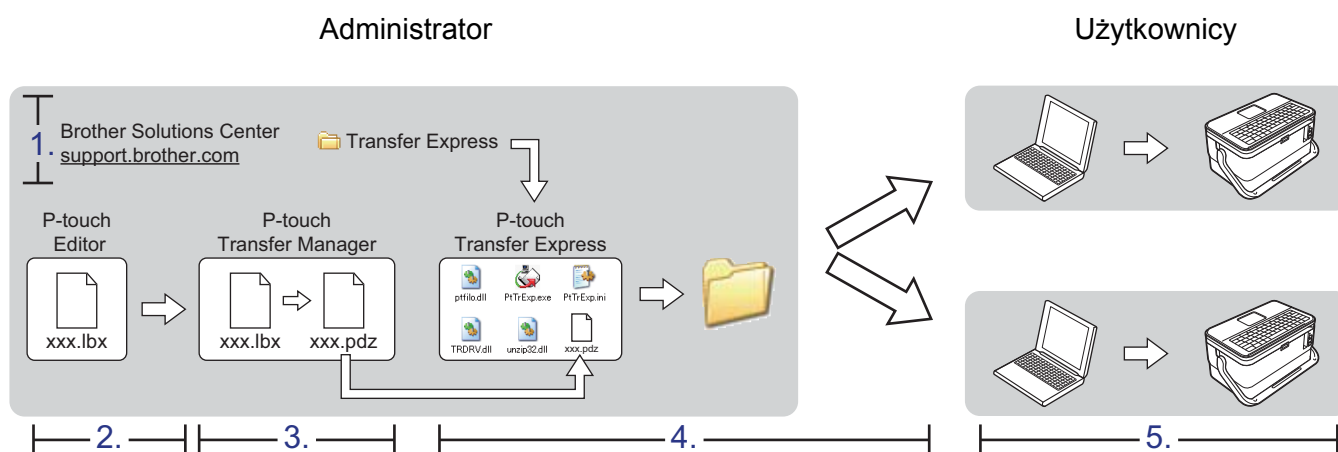 Administrator
Użytkownicy
1.
Brother Solutions Center
support.brother.com
Transfer Express
P-touch
Editor
xxx.lbx
P-touch
Transfer Manager
xxx.lbx
xxx.pdz
P-touch
Transfer Express
ptfilo.dll
PtTrExp.exe
PtTrExp.ini
TRDRV.dll
unzip32.dll
xxx.pdz
2.
3.
4.
5.